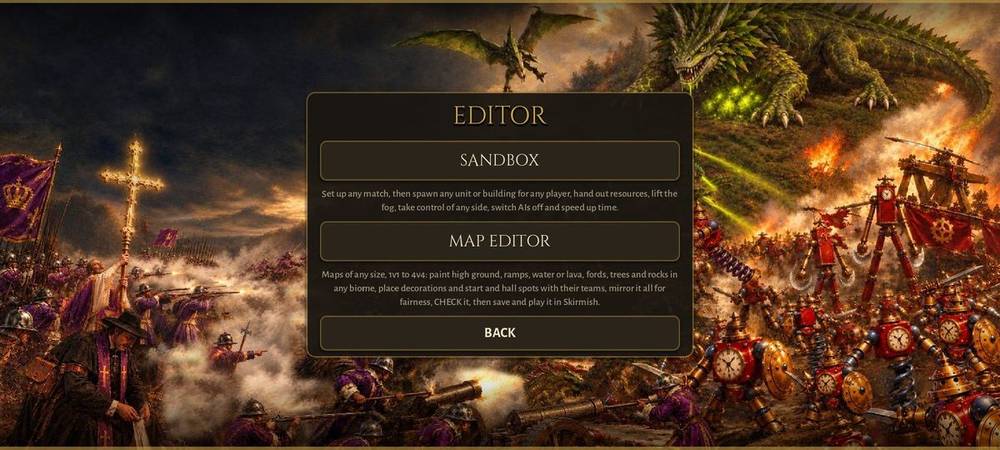 EDITOR
SANDBOX
Set up any match, then spawn any unit or building for any player, hand out resources, lift the
fog, take control of any side, switch AIs off and speed up time.
MAP EDITOR
Maps of any size, 1v1 to 4v4: paint high ground, ramps, water or lava, fords, trees and rocks in
any biome, place decorations and start and hall spots with their teams, mirror it all for
fairness, CHECK it, then save and play it in Skirmish.
BACK